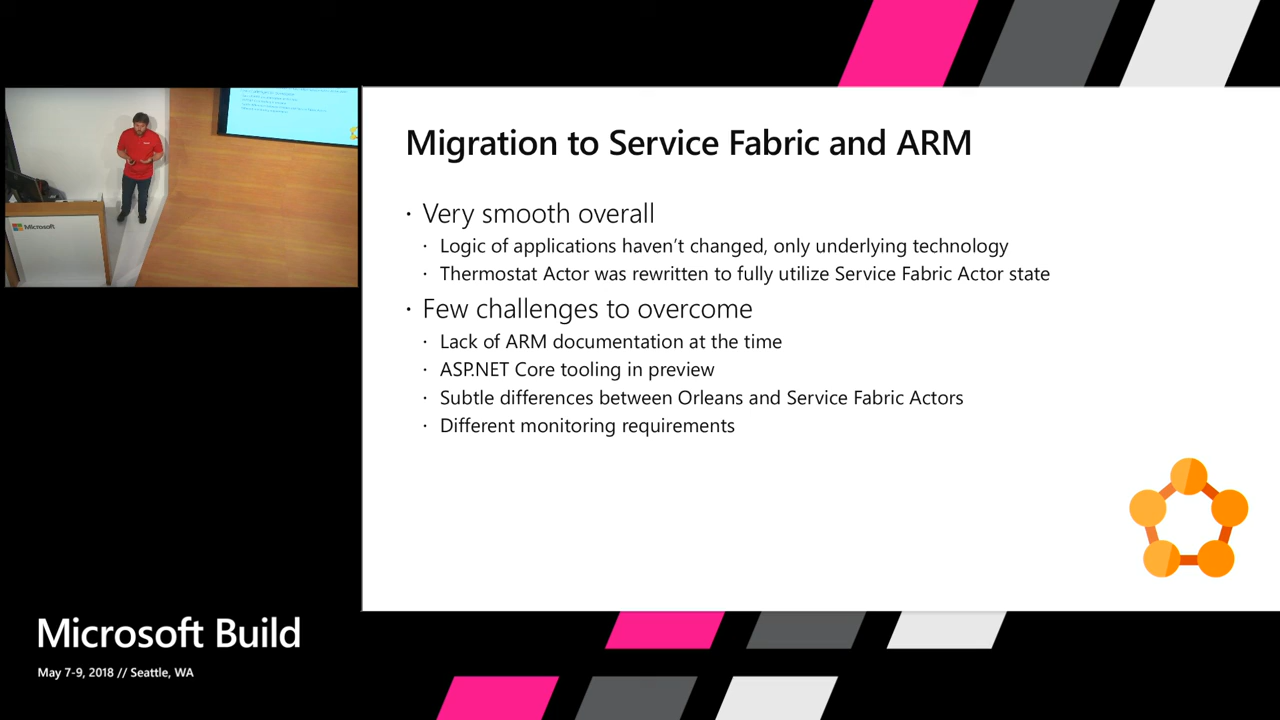 Microsoft
Migration to Service Fabric and ARM
· Very smooth overall
· Logic of applications haven't changed, only underlying technology
· Thermostat Actor was rewritten to fully utilize Service Fabric Actor state
· Few challenges to overcome
· Lack of ARM documentation at the time
· ASP.NET Core tooling in preview
· Subtle differences between Orleans and Service Fabric Actors
· Different monitoring requirements
Microsoft Build
May 7-9, 2018 // Seattle, WA